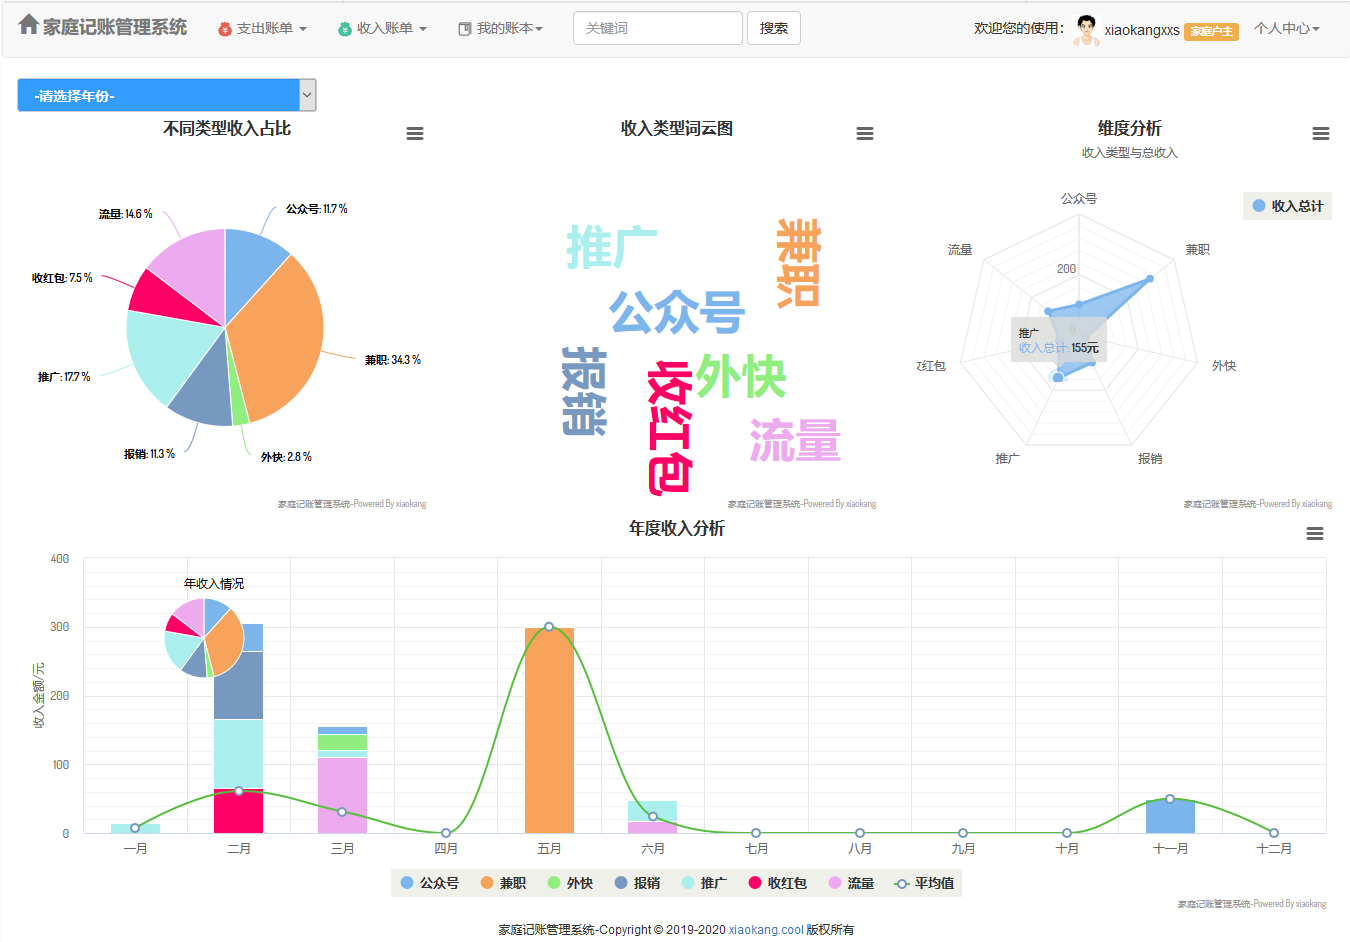 家庭记账管理系统 支出账单 收入账单 我的账本 关键词 搜索 欢迎您的使用: xiaokangxxs 家庭户主 个人中心
-请选择年份-
不同类型收入占比
流量: 14.6 %
公众号: 11.7 %
收红包: 7.5 %
兼职: 34.3 %
推广: 17.7 %
报销: 11.3 %
外快: 2.8 %
家庭记账管理系统-Powered By xiaokang
收入类型词云图
推广
兼职
公众号
报销
收红包
外快
流量
家庭记账管理系统-Powered By xiaokang
维度分析
收入类型与总收入
收入总计
公众号
流量
兼职
200
0
推广
收入总计: 155元
红包
外快
推广
报销
家庭记账管理系统-Powered By xiaokang
年度收入分析
年收入情况
收入金额/元
400
300
200
100
0
一月 二月 三月 四月 五月 六月 七月 八月 九月 十月 十一月 十二月
公众号 兼职 外快 报销 推广 收红包 流量 平均值
家庭记账管理系统-Powered By xiaokang
家庭记账管理系统-Copyright © 2019-2020 xiaokang.cool 版权所有